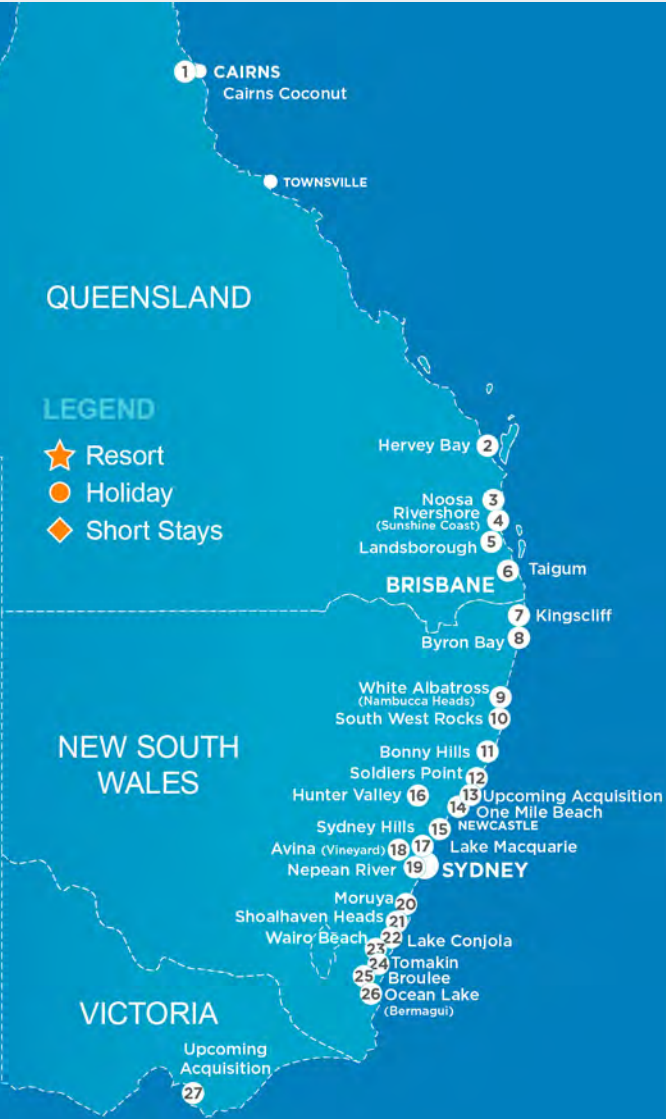 1 CAIRNS
Cairns Coconut
TOWNSVILLE
QUEENSLAND
LEGEND
Resort
Holiday
Short Stays
Hervey Bay 2
Noosa 3
Rivershore 4
(Sunshine Coast)
Landsborough 5
6 Taigum
BRISBANE
7 Kingscliff
Byron Bay 8
White Albatross 9
(Nambucca Heads)
South West Rocks 10
NEW SOUTH
WALES
Bonny Hills 11
Soldiers Point 12
Hunter Valley 16
13 Upcoming Acquisition
14 One Mile Beach
Sydney Hills 15 NEWCASTLE
17 Lake Macquarie
Avina (Vineyard) 18
Nepean River 19 SYDNEY
Moruya 20
Shoalhaven Heads 21
Wairo Beach 22 Lake Conjola
23
24 Tomakin
25 Broulee
26 Ocean Lake
(Bermagui)
VICTORIA
Upcoming
Acquisition
27